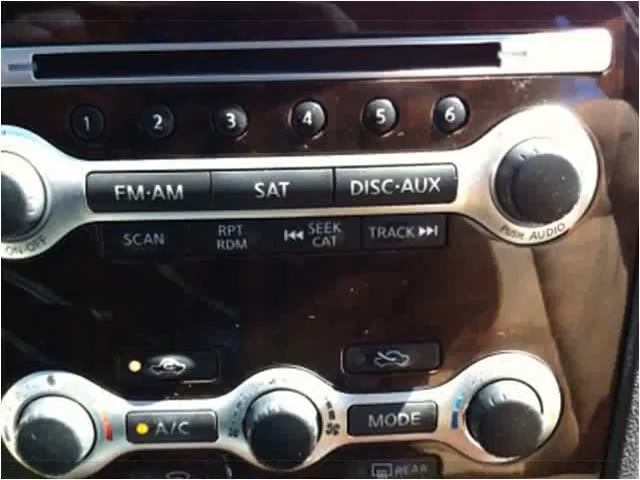 1 2 3 4 5 6
FM·AM SAT DISC·AUX
ON·OFF
PUSH AUDIO
SCAN RPT RDM SEEK CAT TRACK
A/C MODE
REAR